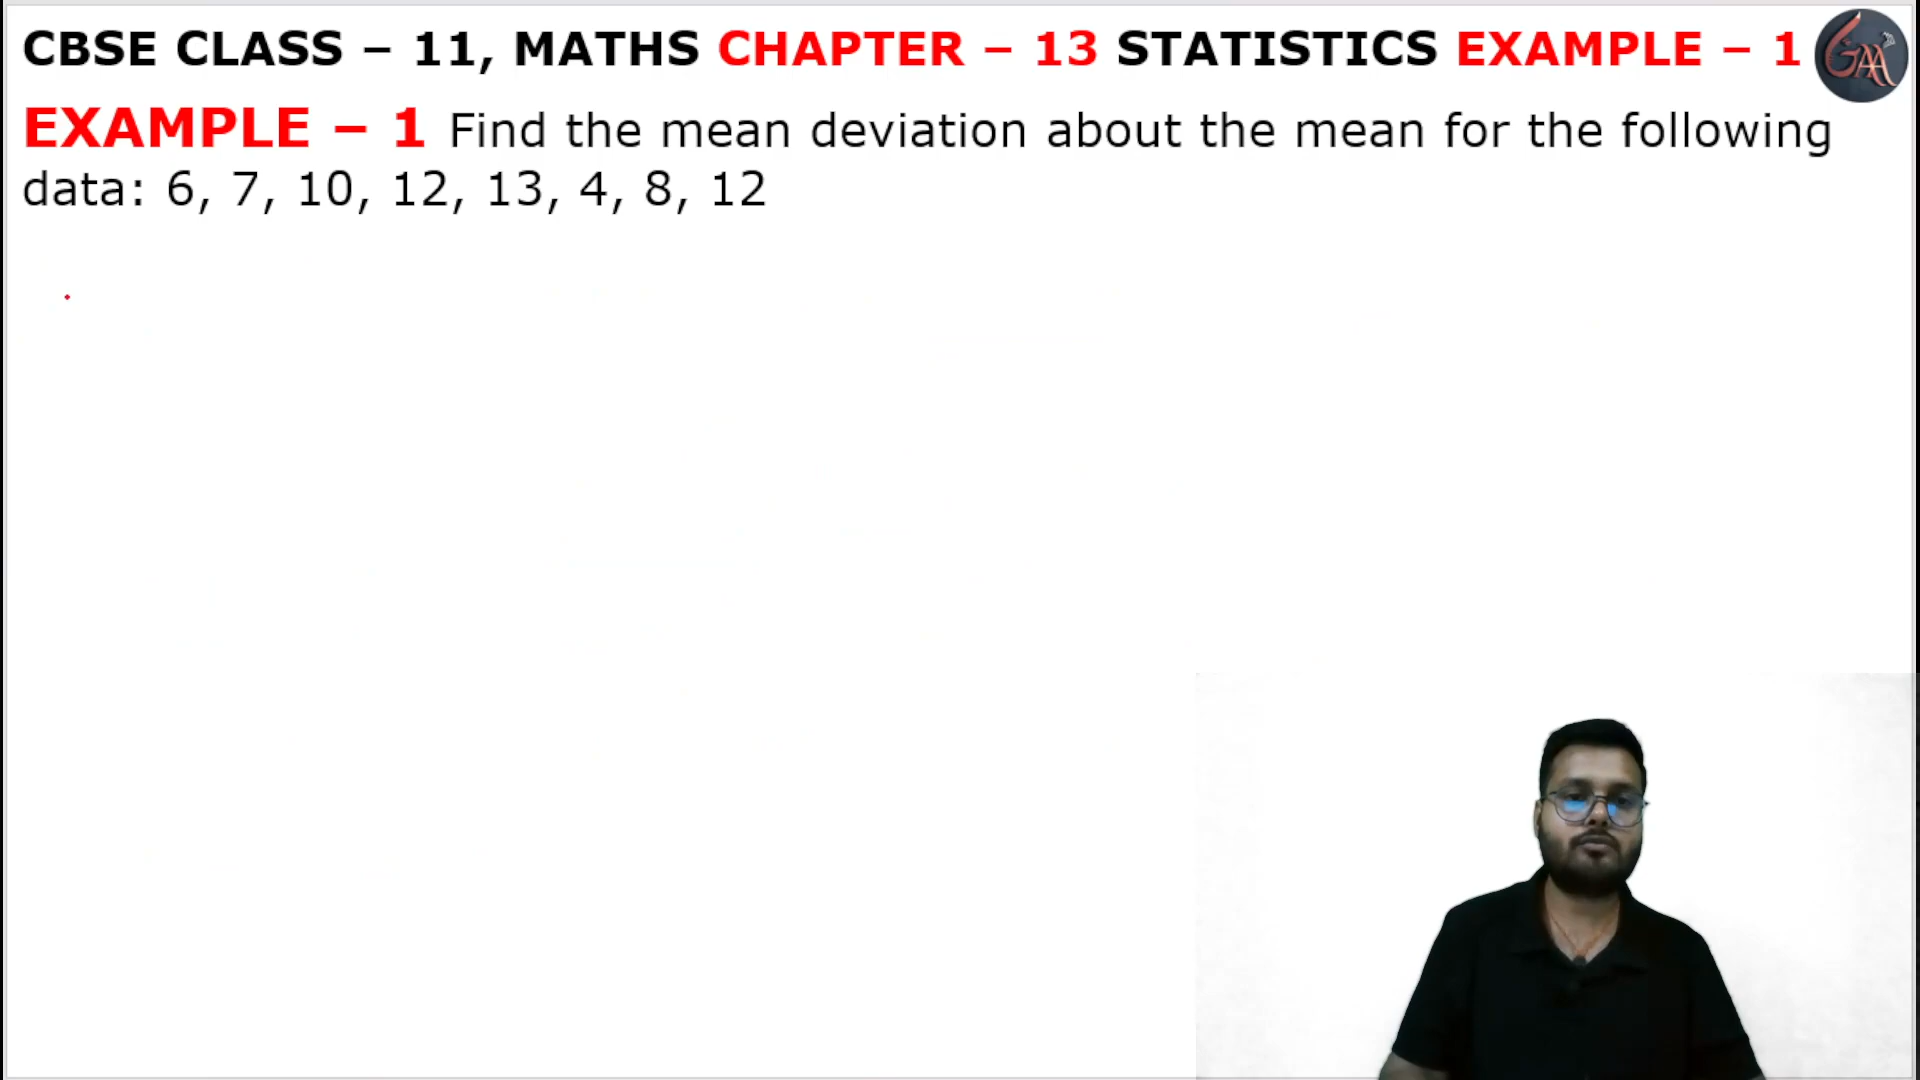 CBSE CLASS – 11, MATHS CHAPTER – 13 STATISTICS EXAMPLE – 1
EXAMPLE – 1 Find the mean deviation about the mean for the following
data: 6, 7, 10, 12, 13, 4, 8, 12